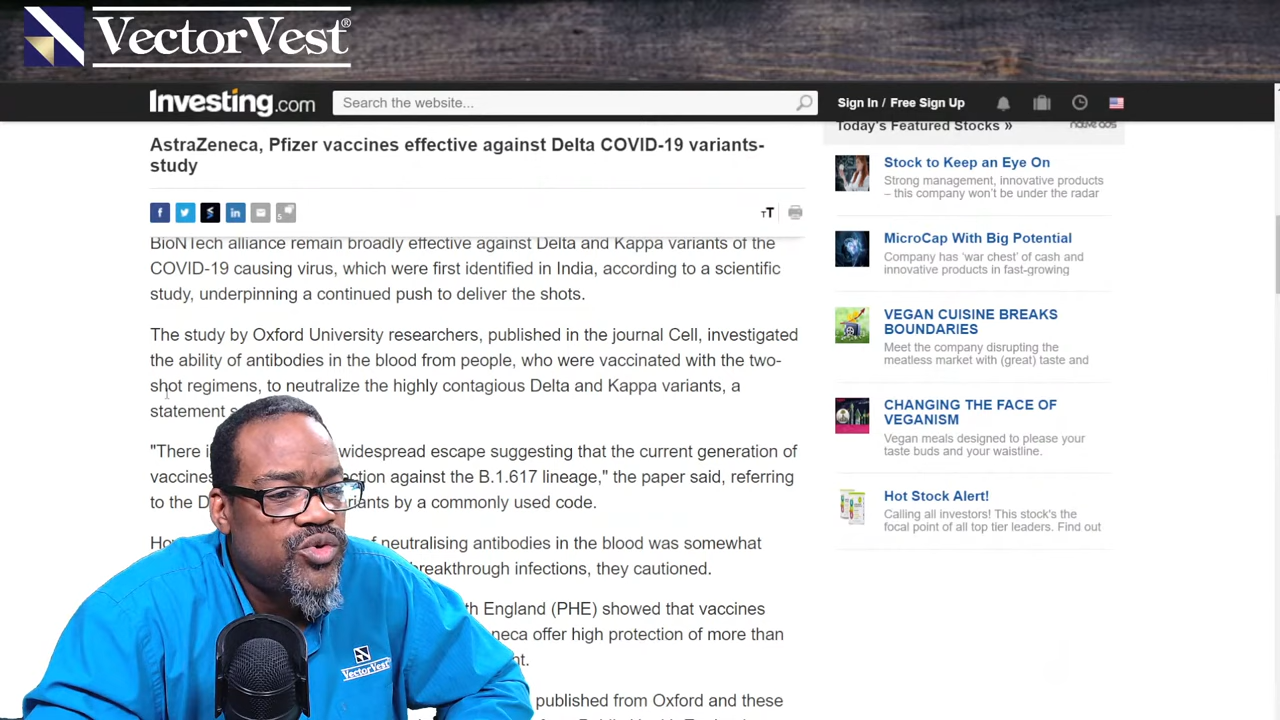 VectorVest®
Investing.com
Search the website...
Sign In / Free Sign Up
AstraZeneca, Pfizer vaccines effective against Delta COVID-19 variants-
study
5
TT
BioNTech alliance remain broadly effective against Delta and Kappa variants of the
COVID-19 causing virus, which were first identified in India, according to a scientific
study, underpinning a continued push to deliver the shots.
The study by Oxford University researchers, published in the journal Cell, investigated
the ability of antibodies in the blood from people, who were vaccinated with the two-
shot regimens, to neutralize the highly contagious Delta and Kappa variants, a
statement
"There widespread escape suggesting that the current generation of
vaccines against the B.1.617 lineage," the paper said, referring
to the by a commonly used code.
of neutralising antibodies in the blood was somewhat
breakthrough infections, they cautioned.
England (PHE) showed that vaccines
offer high protection of more than
published from Oxford and these
Today's Featured Stocks »
Stock to Keep an Eye On
Strong management, innovative products
– this company won't be under the radar
MicroCap With Big Potential
Company has 'war chest' of cash and
innovative products in fast-growing
VEGAN CUISINE BREAKS
BOUNDARIES
Meet the company disrupting the
meatless market with (great) taste and
CHANGING THE FACE OF
VEGANISM
Vegan meals designed to please your
taste buds and your waistline.
Hot Stock Alert!
Calling all investors! This stock's the
focal point of all top tier leaders. Find out
VECTORVEST